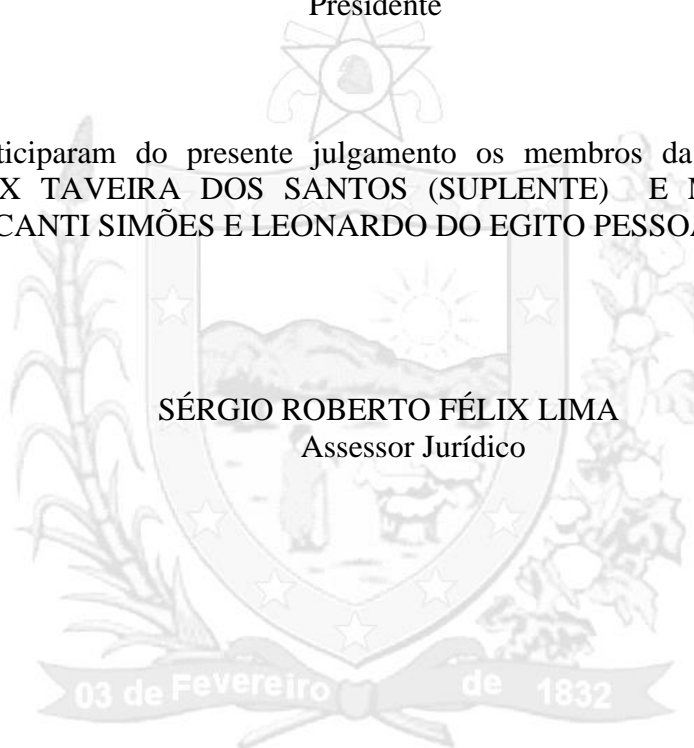 Presidente
ticiparam do presente julgamento os membros da
X TAVEIRA DOS SANTOS (SUPLENTE) E
CANTI SIMÕES E LEONARDO DO EGITO PESSOA
SÉRGIO ROBERTO FÉLIX LIMA
Assessor Jurídico
03 de Fevereiro de 1832